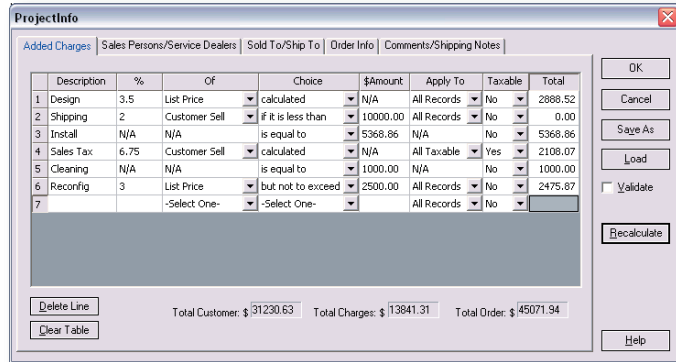 ProjectInfo
Added Charges Sales Persons/Service Dealers Sold To/Ship To Order Info Comments/Shipping Notes
Description % Of Choice $Amount Apply To Taxable Total
1 Design 3.5 List Price calculated N/A All Records No 2888.52
2 Shipping 2 Customer Sell if it is less than 10000.00 All Records No 0.00
3 Install N/A N/A is equal to 5368.86 N/A No 5368.86
4 Sales Tax 6.75 Customer Sell calculated N/A All Taxable Yes 2108.07
5 Cleaning N/A N/A is equal to 1000.00 N/A No 1000.00
6 Reconfig 3 List Price but not to exceed 2500.00 All Records No 2475.87
7 -Select One- -Select One- All Records No
OK
Cancel
Save As
Load
Validate
Recalculate
Delete Line
Clear Table
Total Customer: $ 31230.63 Total Charges: $ 13841.31 Total Order: $ 45071.94
Help